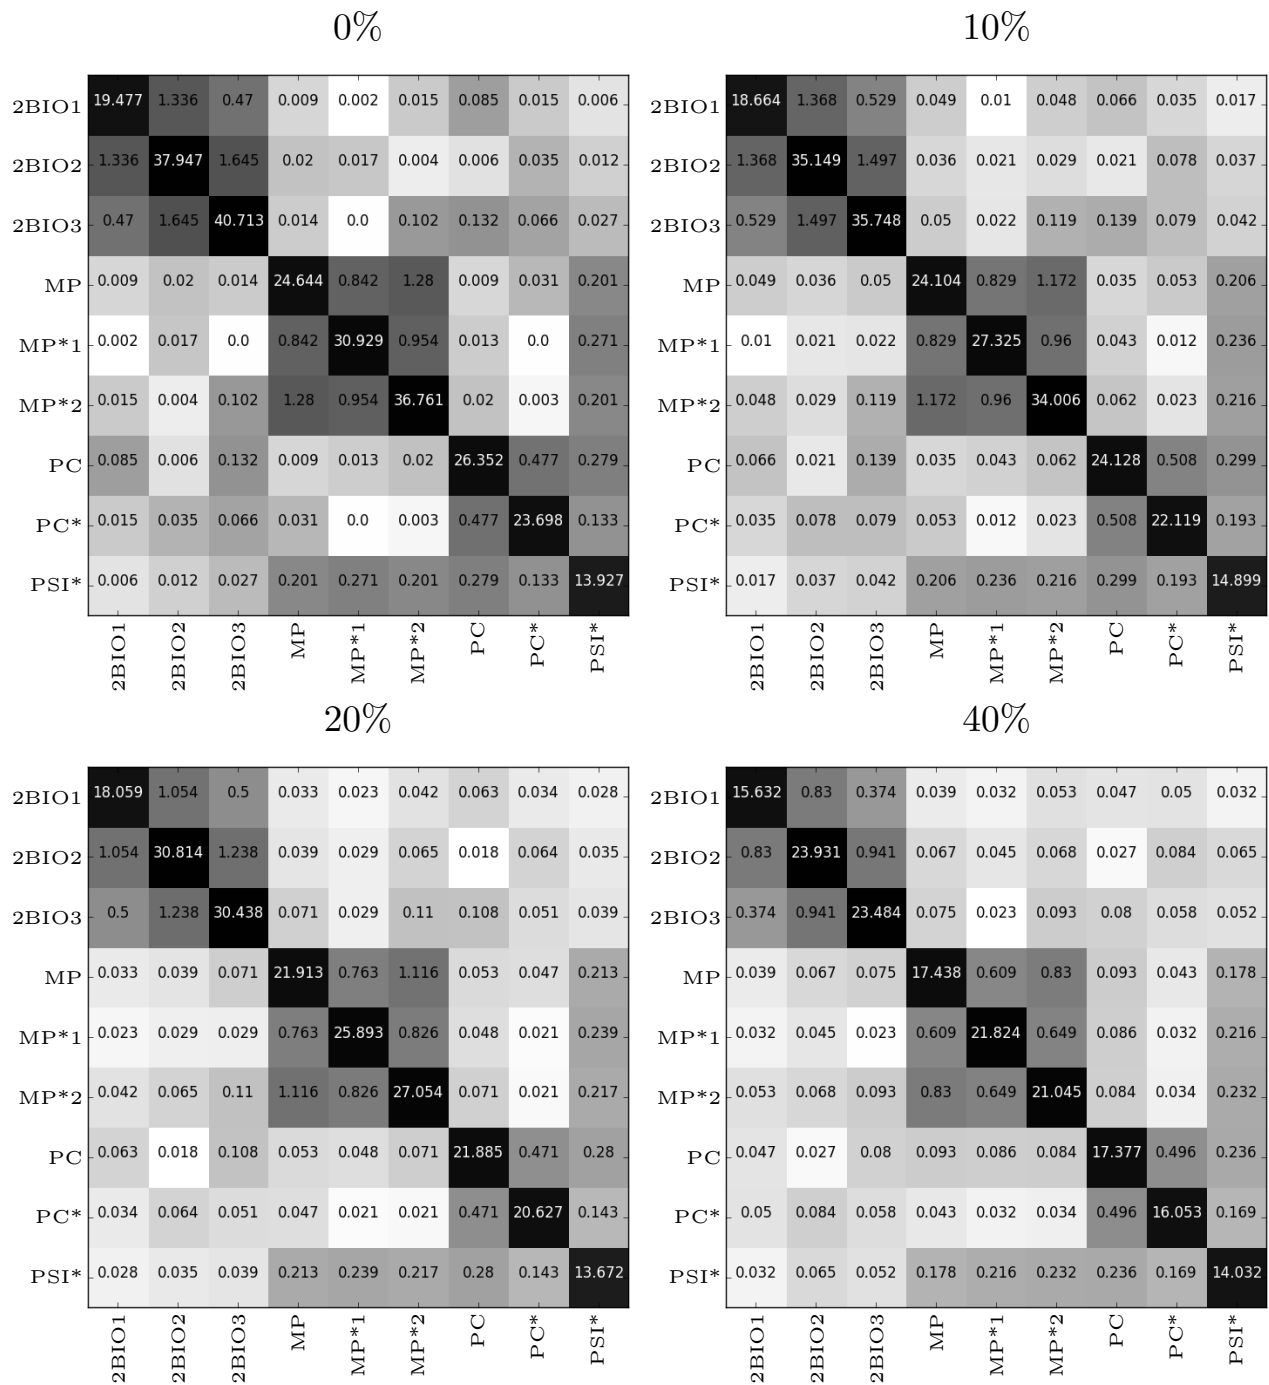 0%
2BIO1 19.477 1.336 0.47 0.009 0.002 0.015 0.085 0.015 0.006
2BIO2 1.336 37.947 1.645 0.02 0.017 0.004 0.006 0.035 0.012
2BIO3 0.47 1.645 40.713 0.014 0.0 0.102 0.132 0.066 0.027
MP 0.009 0.02 0.014 24.644 0.842 1.28 0.009 0.031 0.201
MP*1 0.002 0.017 0.0 0.842 30.929 0.954 0.013 0.0 0.271
MP*2 0.015 0.004 0.102 1.28 0.954 36.761 0.02 0.003 0.201
PC 0.085 0.006 0.132 0.009 0.013 0.02 26.352 0.477 0.279
PC* 0.015 0.035 0.066 0.031 0.0 0.003 0.477 23.698 0.133
PSI* 0.006 0.012 0.027 0.201 0.271 0.201 0.279 0.133 13.927
2BIO1 2BIO2 2BIO3 MP MP*1 MP*2 PC PC* PSI*
10%
2BIO1 18.664 1.368 0.529 0.049 0.01 0.048 0.066 0.035 0.017
2BIO2 1.368 35.149 1.497 0.036 0.021 0.029 0.021 0.078 0.037
2BIO3 0.529 1.497 35.748 0.05 0.022 0.119 0.139 0.079 0.042
MP 0.049 0.036 0.05 24.104 0.829 1.172 0.035 0.053 0.206
MP*1 0.01 0.021 0.022 0.829 27.325 0.96 0.043 0.012 0.236
MP*2 0.048 0.029 0.119 1.172 0.96 34.006 0.062 0.023 0.216
PC 0.066 0.021 0.139 0.035 0.043 0.062 24.128 0.508 0.299
PC* 0.035 0.078 0.079 0.053 0.012 0.023 0.508 22.119 0.193
PSI* 0.017 0.037 0.042 0.206 0.236 0.216 0.299 0.193 14.899
2BIO1 2BIO2 2BIO3 MP MP*1 MP*2 PC PC* PSI*
20%
2BIO1 18.059 1.054 0.5 0.033 0.023 0.042 0.063 0.034 0.028
2BIO2 1.054 30.814 1.238 0.039 0.029 0.065 0.018 0.064 0.035
2BIO3 0.5 1.238 30.438 0.071 0.029 0.11 0.108 0.051 0.039
MP 0.033 0.039 0.071 21.913 0.763 1.116 0.053 0.047 0.213
MP*1 0.023 0.029 0.029 0.763 25.893 0.826 0.048 0.021 0.239
MP*2 0.042 0.065 0.11 1.116 0.826 27.054 0.071 0.021 0.217
PC 0.063 0.018 0.108 0.053 0.048 0.071 21.885 0.471 0.28
PC* 0.034 0.064 0.051 0.047 0.021 0.021 0.471 20.627 0.143
PSI* 0.028 0.035 0.039 0.213 0.239 0.217 0.28 0.143 13.672
2BIO1 2BIO2 2BIO3 MP MP*1 MP*2 PC PC* PSI*
40%
2BIO1 15.632 0.83 0.374 0.039 0.032 0.053 0.047 0.05 0.032
2BIO2 0.83 23.931 0.941 0.067 0.045 0.068 0.027 0.084 0.065
2BIO3 0.374 0.941 23.484 0.075 0.023 0.093 0.08 0.058 0.052
MP 0.039 0.067 0.075 17.438 0.609 0.83 0.093 0.043 0.178
MP*1 0.032 0.045 0.023 0.609 21.824 0.649 0.086 0.032 0.216
MP*2 0.053 0.068 0.093 0.83 0.649 21.045 0.084 0.034 0.232
PC 0.047 0.027 0.08 0.093 0.086 0.084 17.377 0.496 0.236
PC* 0.05 0.084 0.058 0.043 0.032 0.034 0.496 16.053 0.169
PSI* 0.032 0.065 0.052 0.178 0.216 0.232 0.236 0.169 14.032
2BIO1 2BIO2 2BIO3 MP MP*1 MP*2 PC PC* PSI*